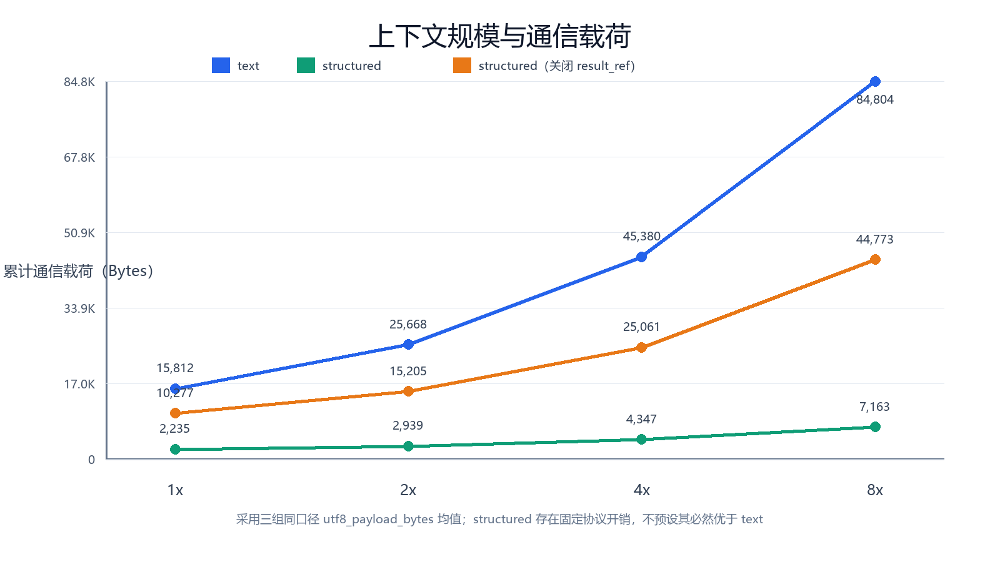 上下文规模与通信载荷
text structured structured（关闭 result_ref）
84.8K
84,804
67.8K
50.9K
45,380
44,773
累计通信载荷（Bytes）
33.9K
25,668
25,061
17.0K
15,812
15,205
10,277
2,235
2,939
4,347
7,163
0
1x 2x 4x 8x
采用三组同口径 utf8_payload_bytes 均值；structured 存在固定协议开销，不预设其必然优于 text